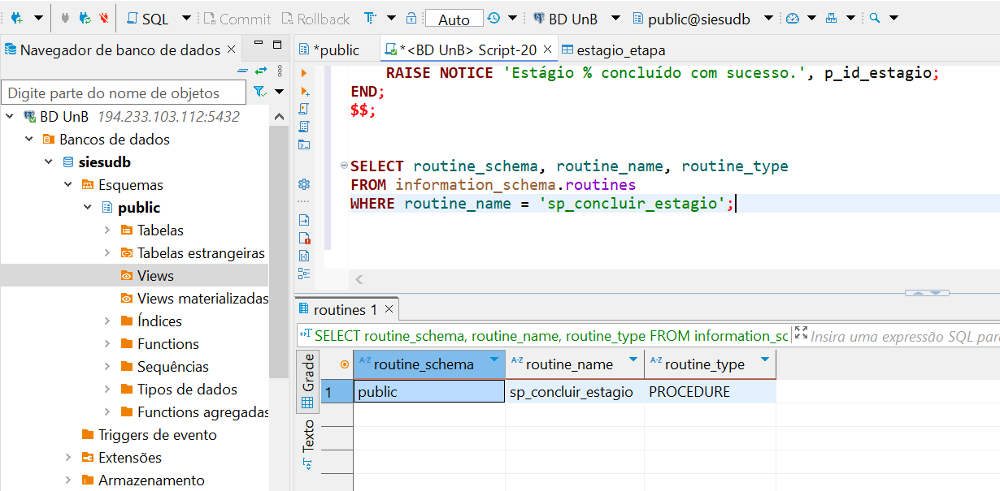 SQL Commit Rollback Auto BD UnB public@siesudb
Navegador de banco de dados
Digite parte do nome de objetos
BD UnB 194.233.103.112:5432
Bancos de dados
siesudb
Esquemas
public
Tabelas
Tabelas estrangeiras
Views
Views materializadas
Índices
Functions
Sequências
Tipos de dados
Functions agregadas
Triggers de evento
Extensões
Armazenamento
*public *<BD UnB> Script-20 estagio_etapa
RAISE NOTICE 'Estágio % concluído com sucesso.', p_id_estagio;
END;
$$;
SELECT routine_schema, routine_name, routine_type
FROM information_schema.routines
WHERE routine_name = 'sp_concluir_estagio';
routines 1
SELECT routine_schema, routine_name, routine_type FROM information_sc Insira uma expressão SQL par
Grade
Texto
A-Z routine_schema A-Z routine_name A-Z routine_type
1 public sp_concluir_estagio PROCEDURE